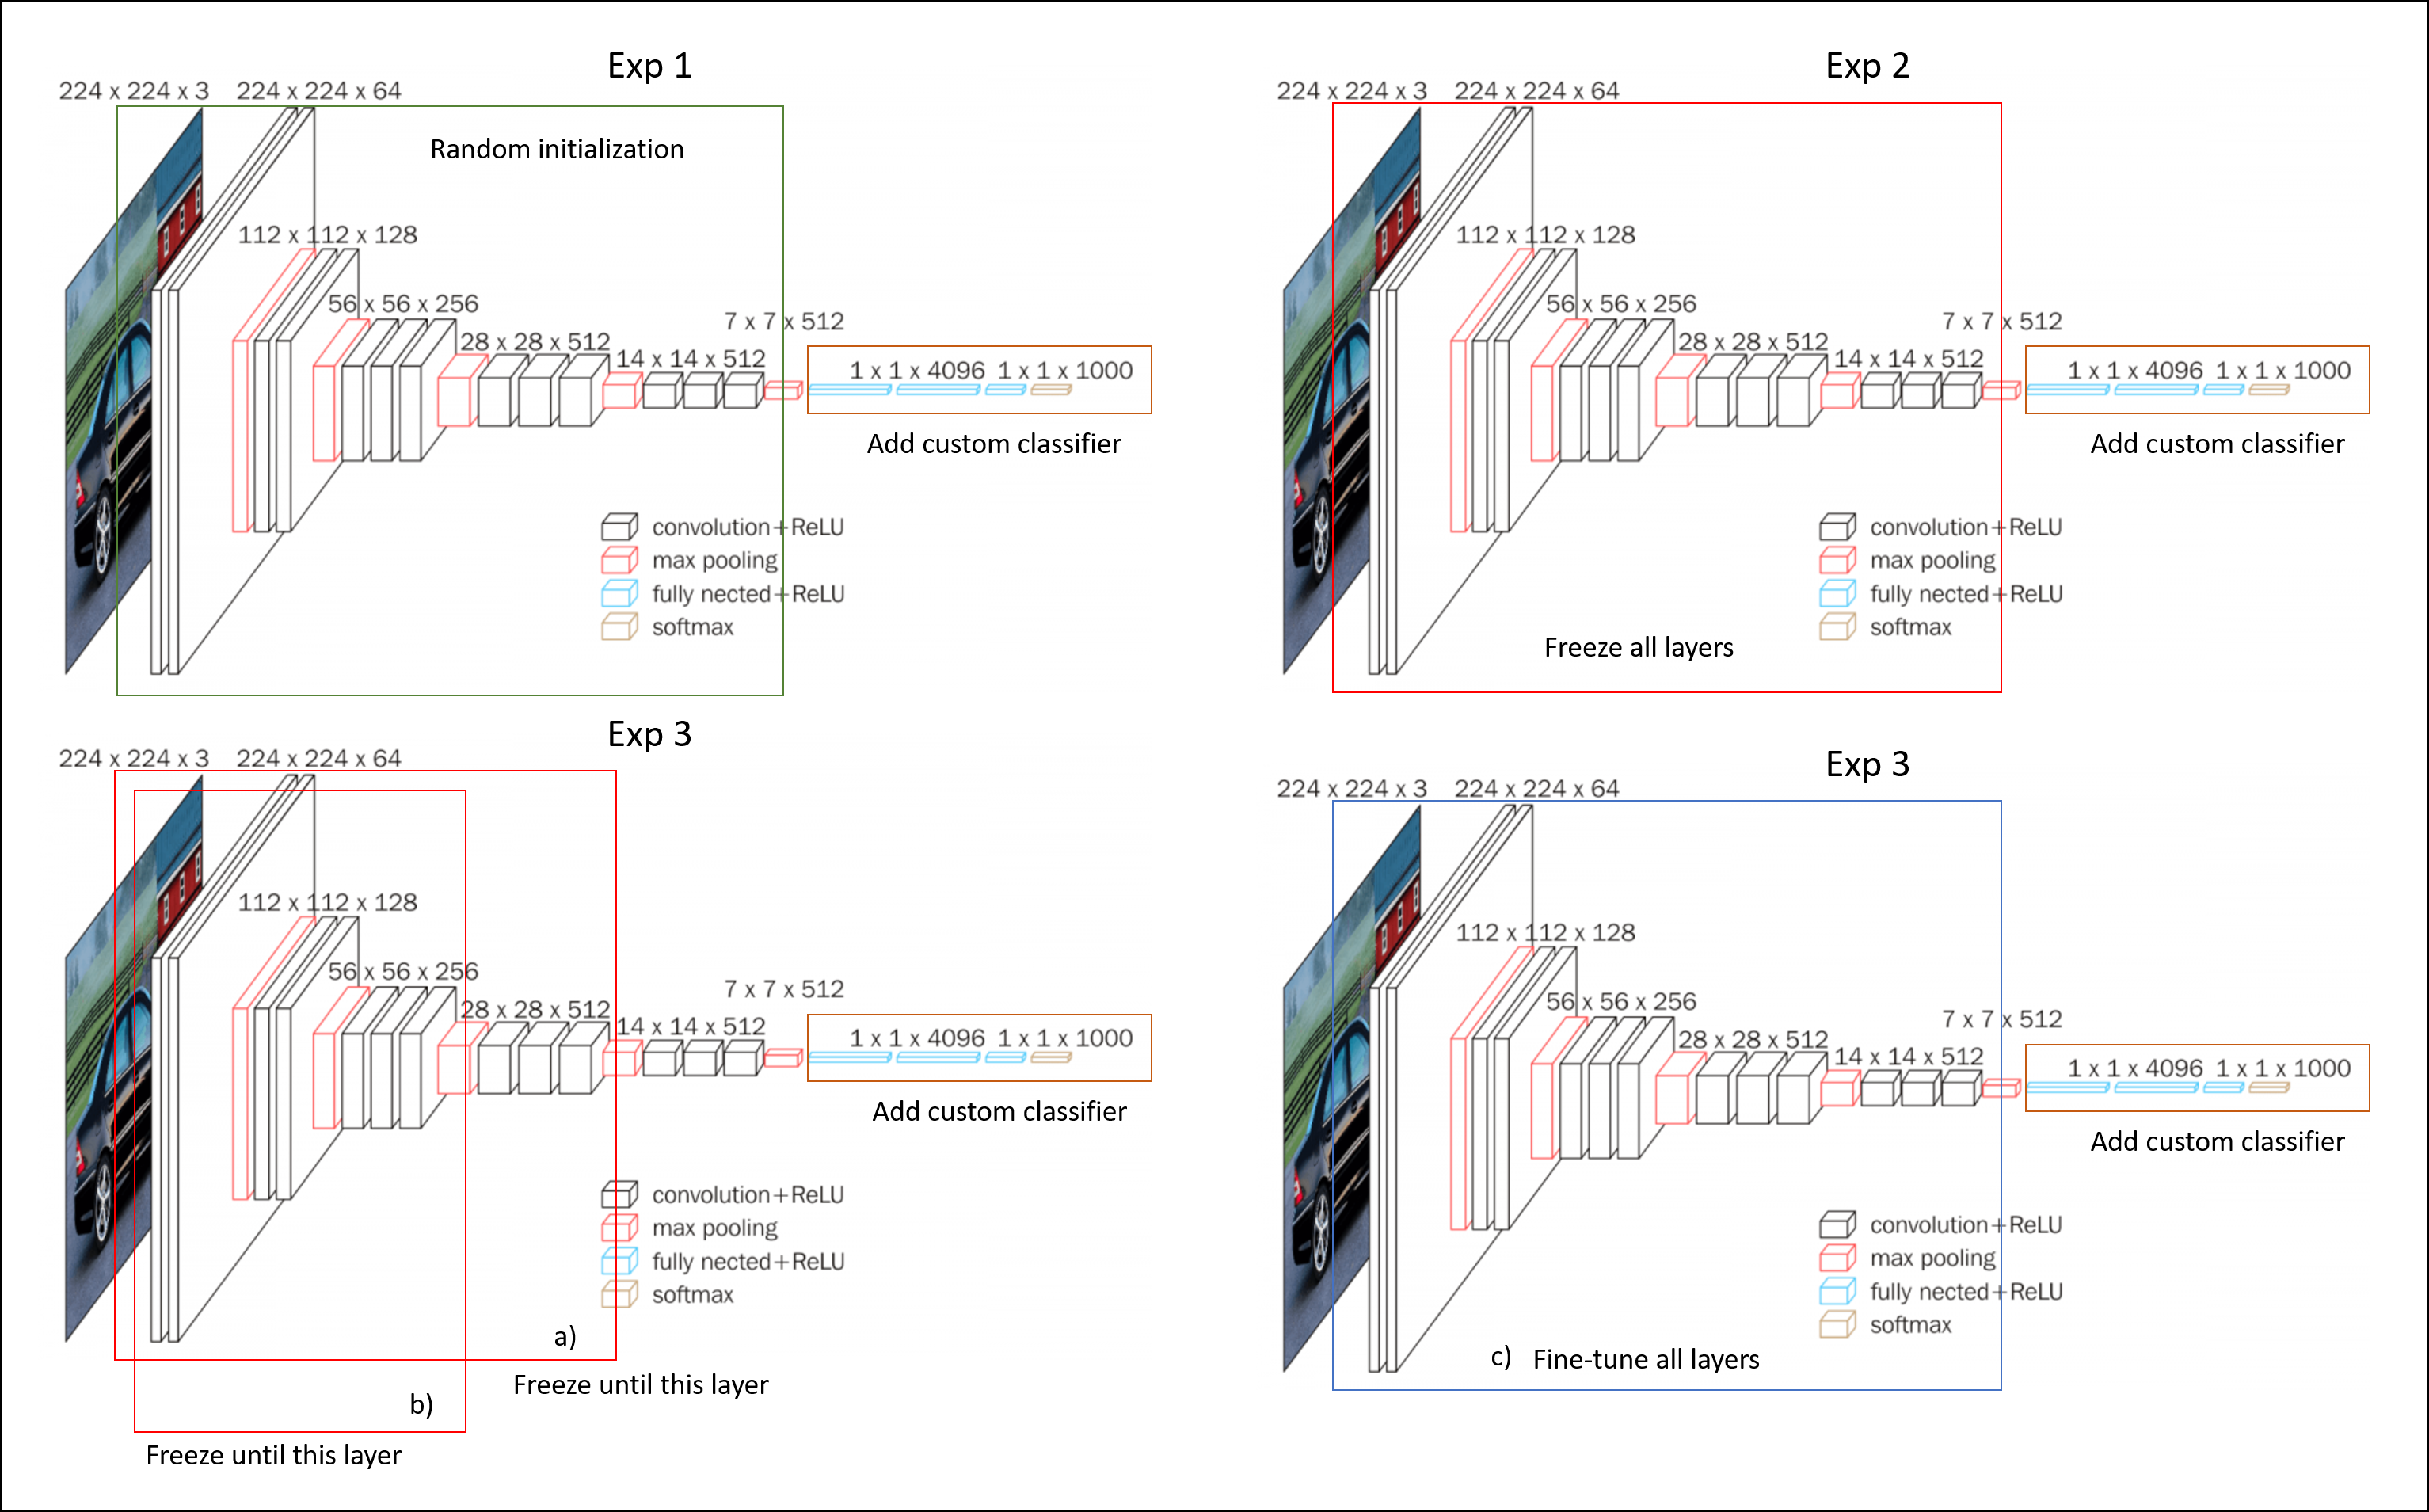 Exp 1
224 x 224 x 3 224 x 224 x 64
Random initialization
112 x 112 x 128
56 x 56 x 256
7 x 7 x 512
28 x 28 x 512
14 x 14 x 512
1 x 1 x 4096 1 x 1 x 1000
Add custom classifier
convolution+ReLU
max pooling
fully nected+ReLU
softmax
Exp 2
224 x 224 x 3 224 x 224 x 64
112 x 112 x 128
56 x 56 x 256
7 x 7 x 512
28 x 28 x 512
14 x 14 x 512
1 x 1 x 4096 1 x 1 x 1000
Add custom classifier
convolution+ReLU
max pooling
fully nected+ReLU
softmax
Freeze all layers
Exp 3
224 x 224 x 3 224 x 224 x 64
112 x 112 x 128
56 x 56 x 256
7 x 7 x 512
28 x 28 x 512
14 x 14 x 512
1 x 1 x 4096 1 x 1 x 1000
Add custom classifier
convolution+ReLU
max pooling
fully nected+ReLU
softmax
a)
Freeze until this layer
b)
Freeze until this layer
Exp 3
224 x 224 x 3 224 x 224 x 64
112 x 112 x 128
56 x 56 x 256
7 x 7 x 512
28 x 28 x 512
14 x 14 x 512
1 x 1 x 4096 1 x 1 x 1000
Add custom classifier
convolution+ReLU
max pooling
fully nected+ReLU
softmax
c) Fine-tune all layers